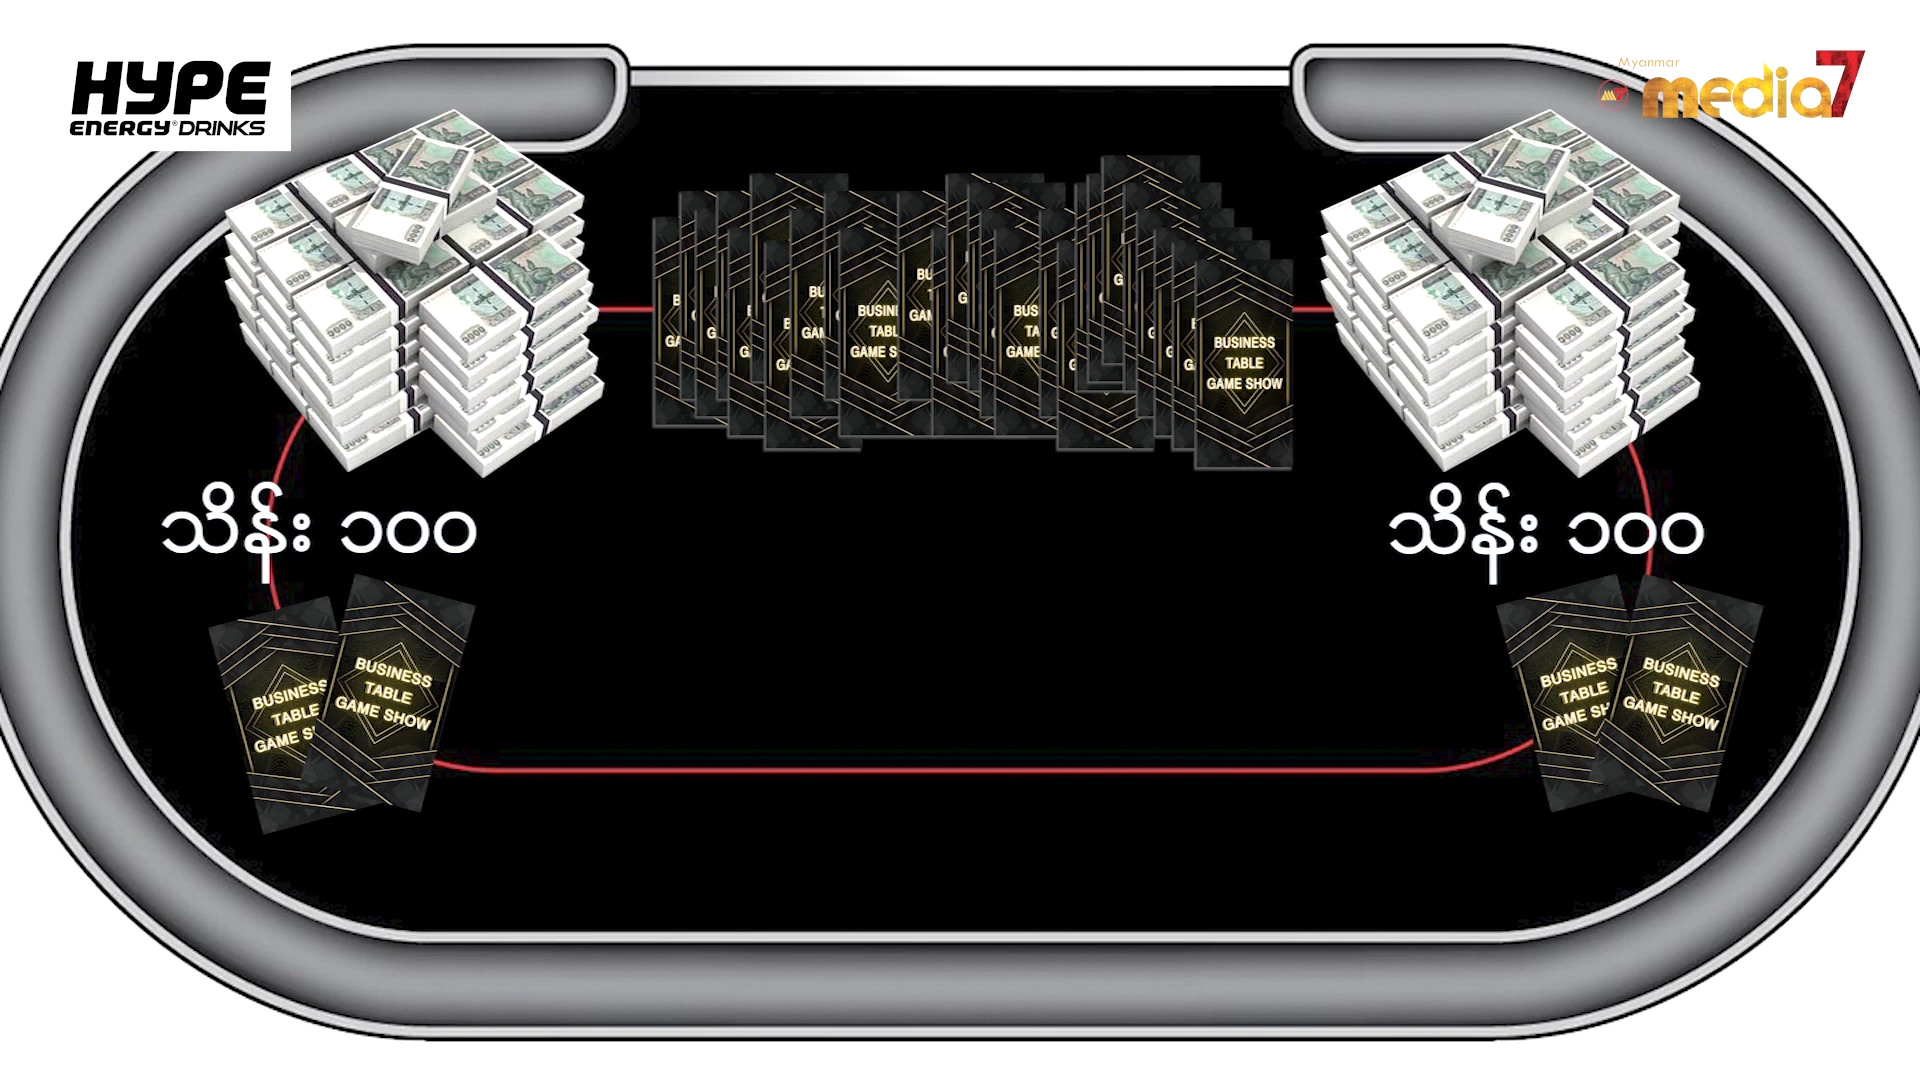 HYPE
ENERGY® DRINKS
Myanmar
media7
BUSINESS
TABLE
GAME SHOW
သိန်း ၁၀၀
သိန်း ၁၀၀
BUSINESS
TABLE
BUSINESS
TABLE
GAME SHOW
BUSINESS
TABLE
BUSINESS
TABLE
GAME SHOW